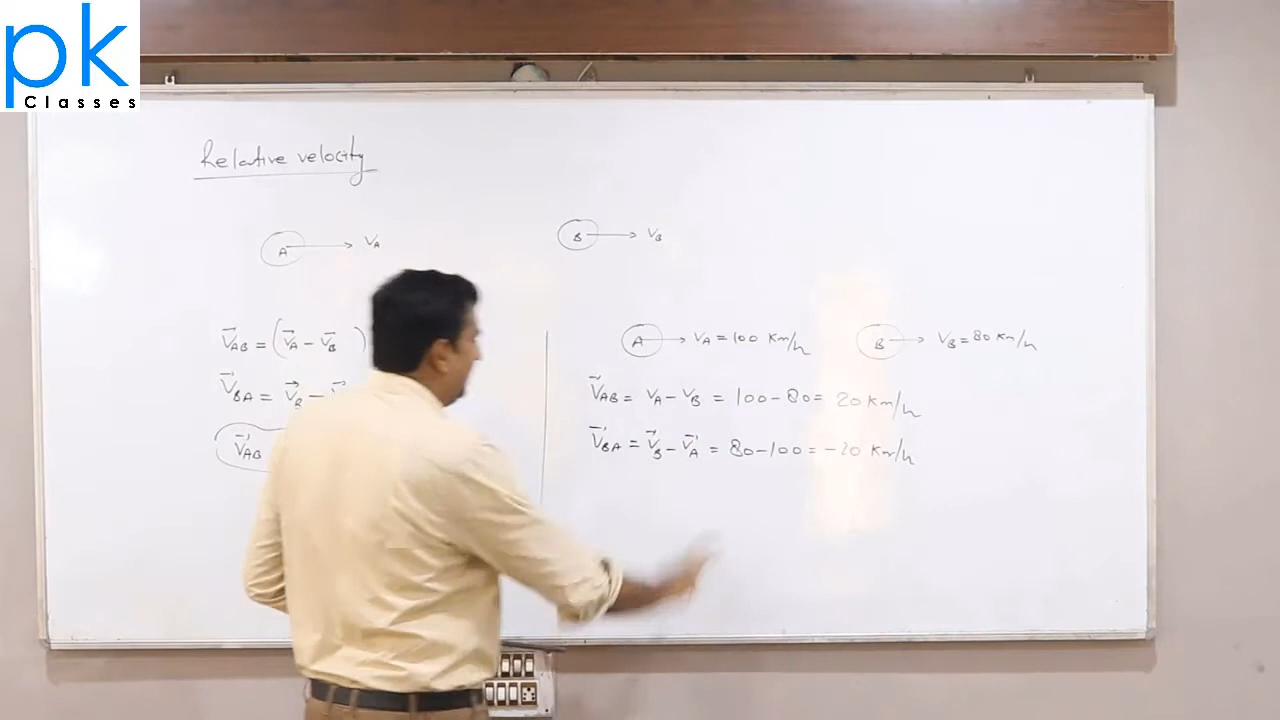 pk
Classes
Relative velocity
A → V_A
B → V_B
V⃗_AB = (V⃗_A − V⃗_B)
V⃗_BA = V⃗_B −
V⃗_AB
A → V_A = 100 Km/h
B → V_B = 80 Km/h
V⃗_AB = V_A − V_B = 100 − 80 = 20 Km/h
V⃗_BA = V⃗_B − V⃗_A = 80 − 100 = −20 Km/h